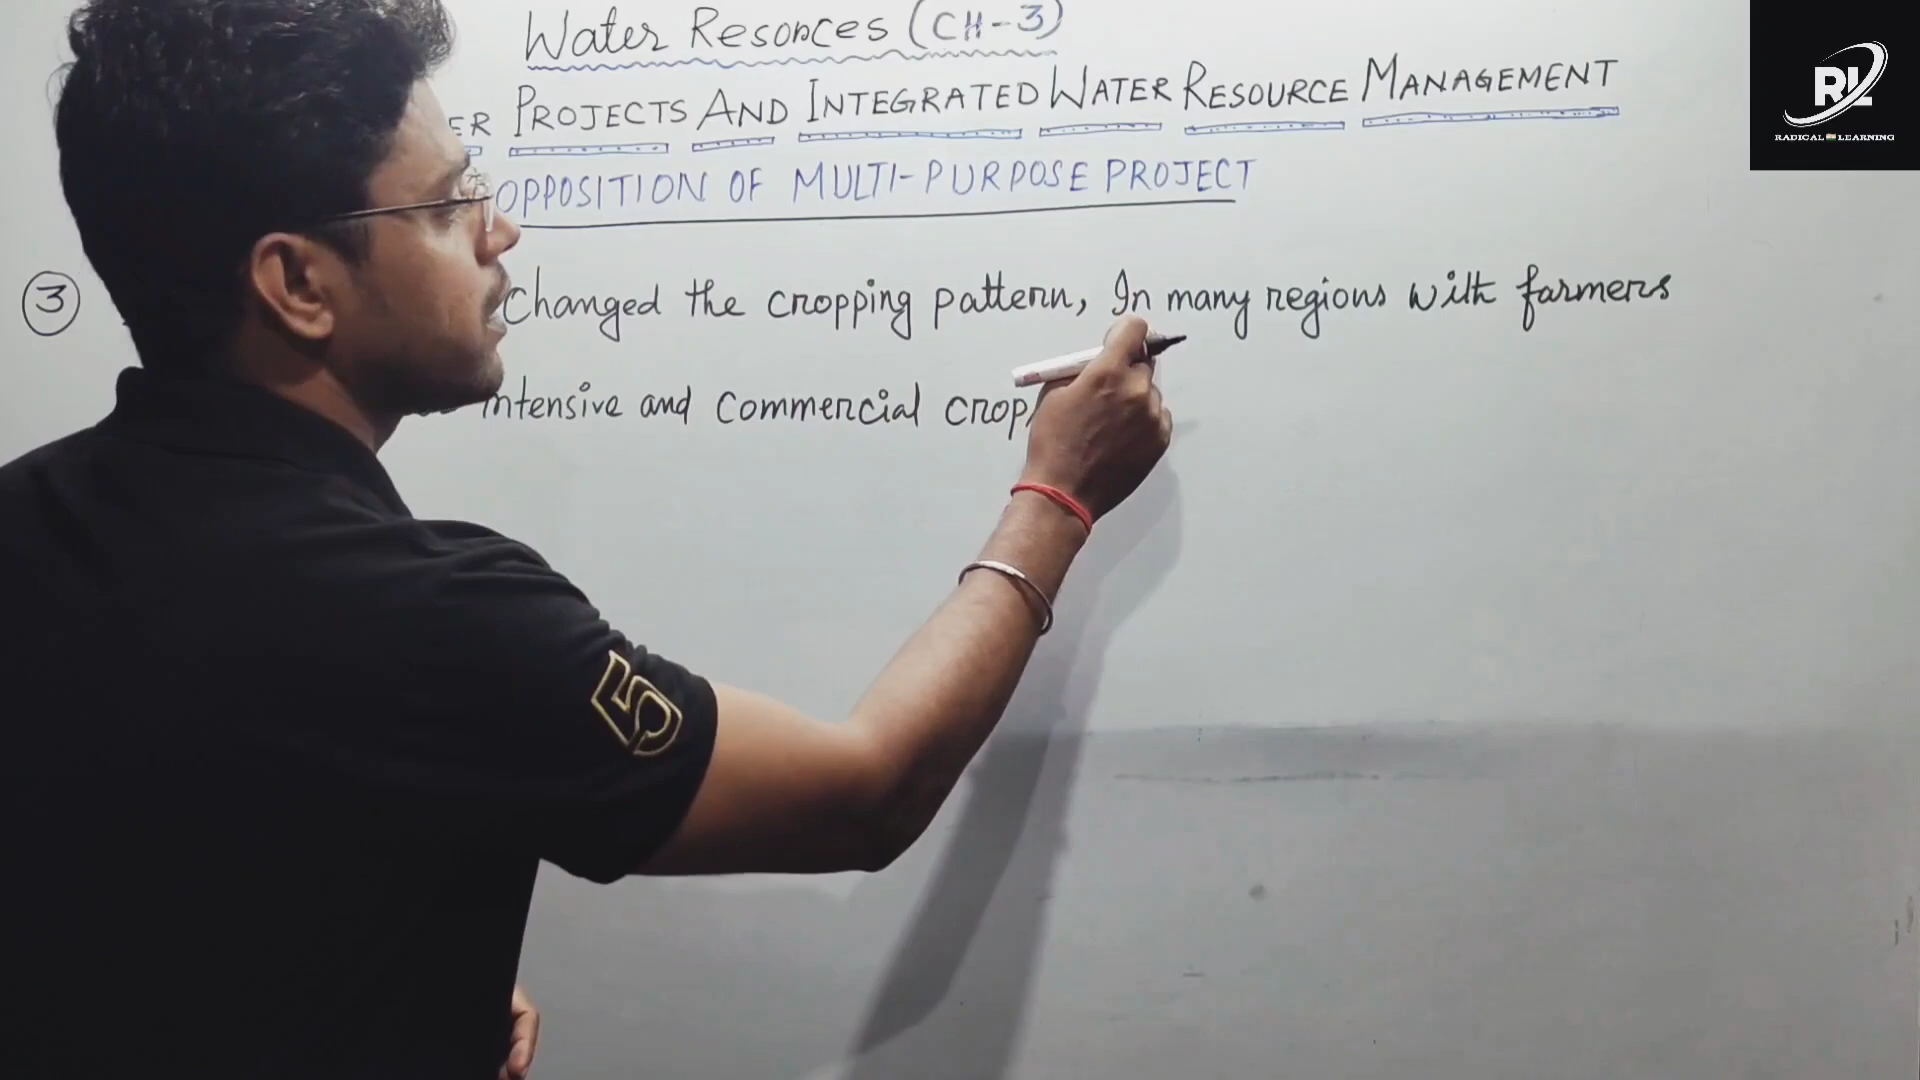 Water Resorces (CH-3)
ER PROJECTS AND INTEGRATED WATER RESOURCE MANAGEMENT
OPPOSITION OF MULTI-PURPOSE PROJECT
3 Changed the cropping pattern, In many regions with farmers
intensive and commercial crop
5
RL
RADICAL LEARNING